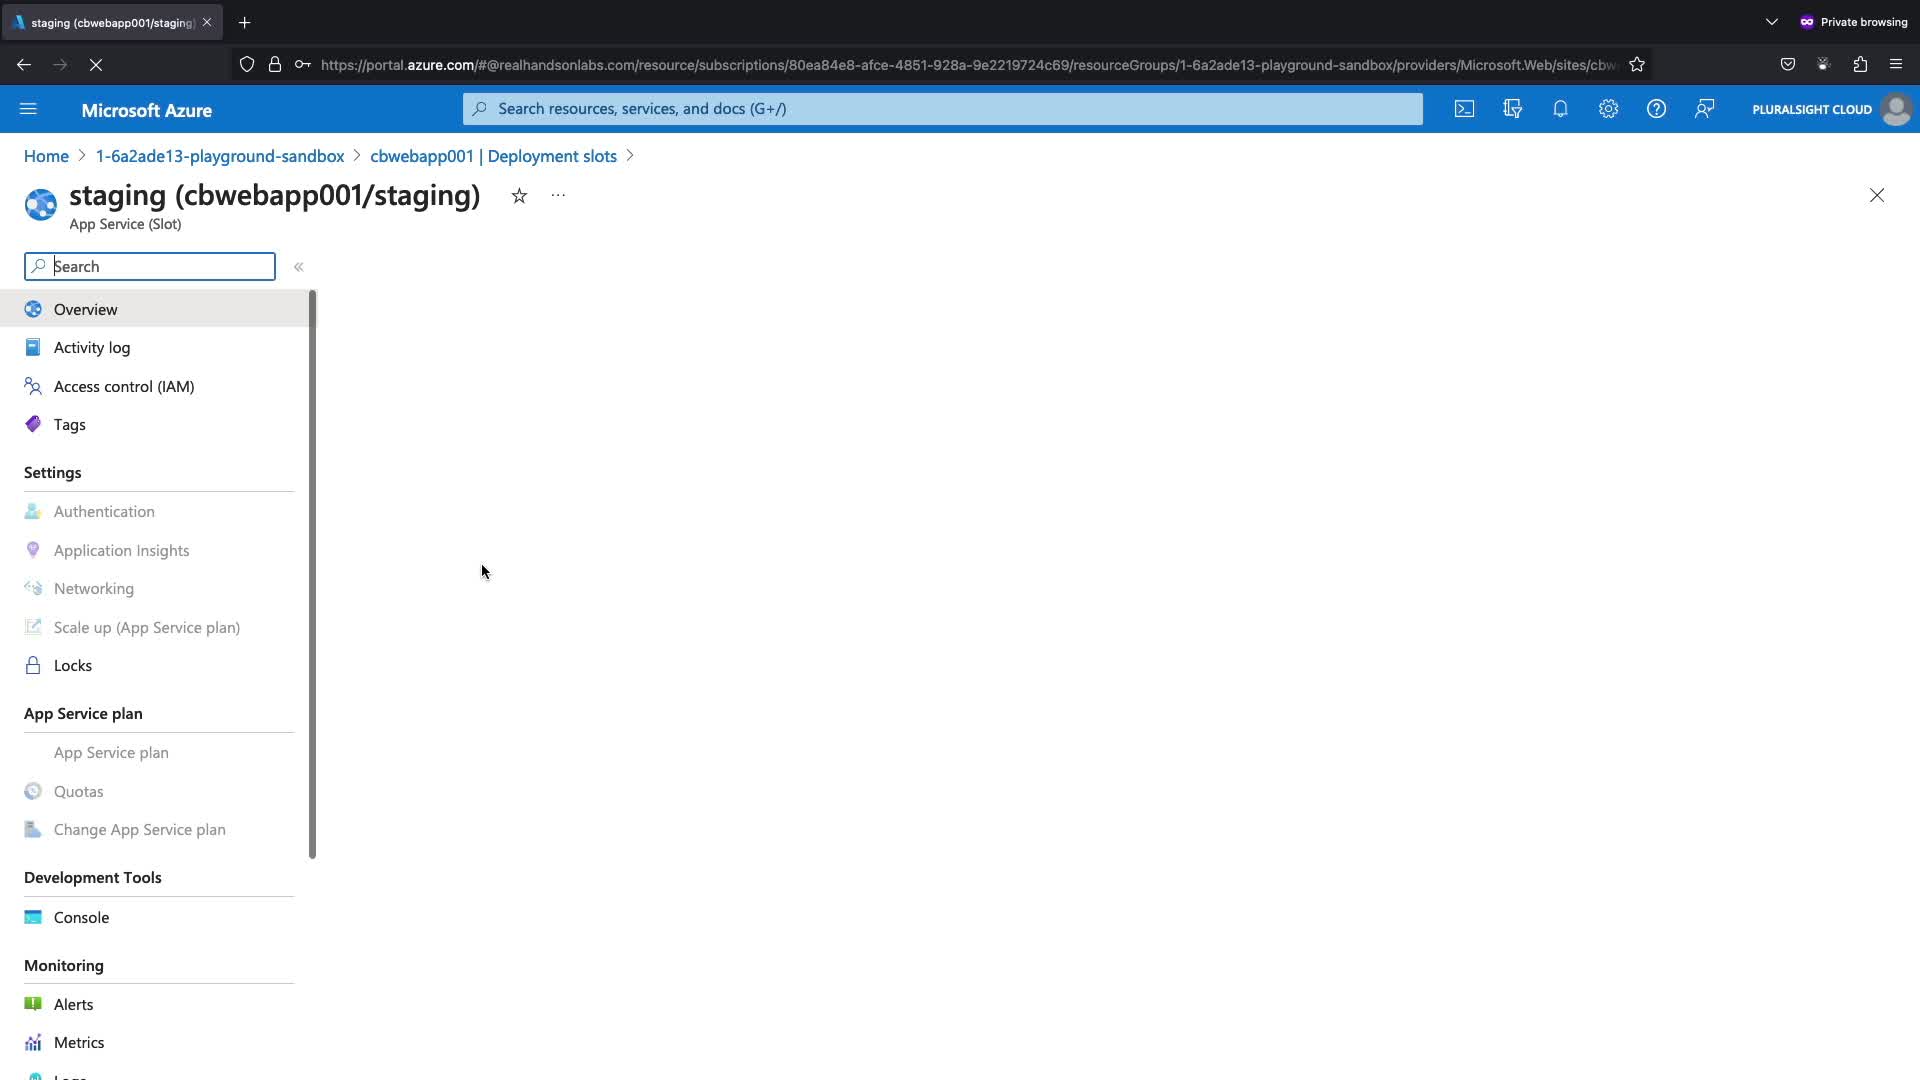 staging (cbwebapp001/staging)
Private browsing
https://portal.azure.com/#@realhandsonlabs.com/resource/subscriptions/80ea84e8-afce-4851-928a-9e2219724c69/resourceGroups/1-6a2ade13-playground-sandbox/providers/Microsoft.Web/sites/cbw
Microsoft Azure
Search resources, services, and docs (G+/)
PLURALSIGHT CLOUD
Home > 1-6a2ade13-playground-sandbox > cbwebapp001 | Deployment slots >
staging (cbwebapp001/staging)
App Service (Slot)
Search
Overview
Activity log
Access control (IAM)
Tags
Settings
Authentication
Application Insights
Networking
Scale up (App Service plan)
Locks
App Service plan
App Service plan
Quotas
Change App Service plan
Development Tools
Console
Monitoring
Alerts
Metrics